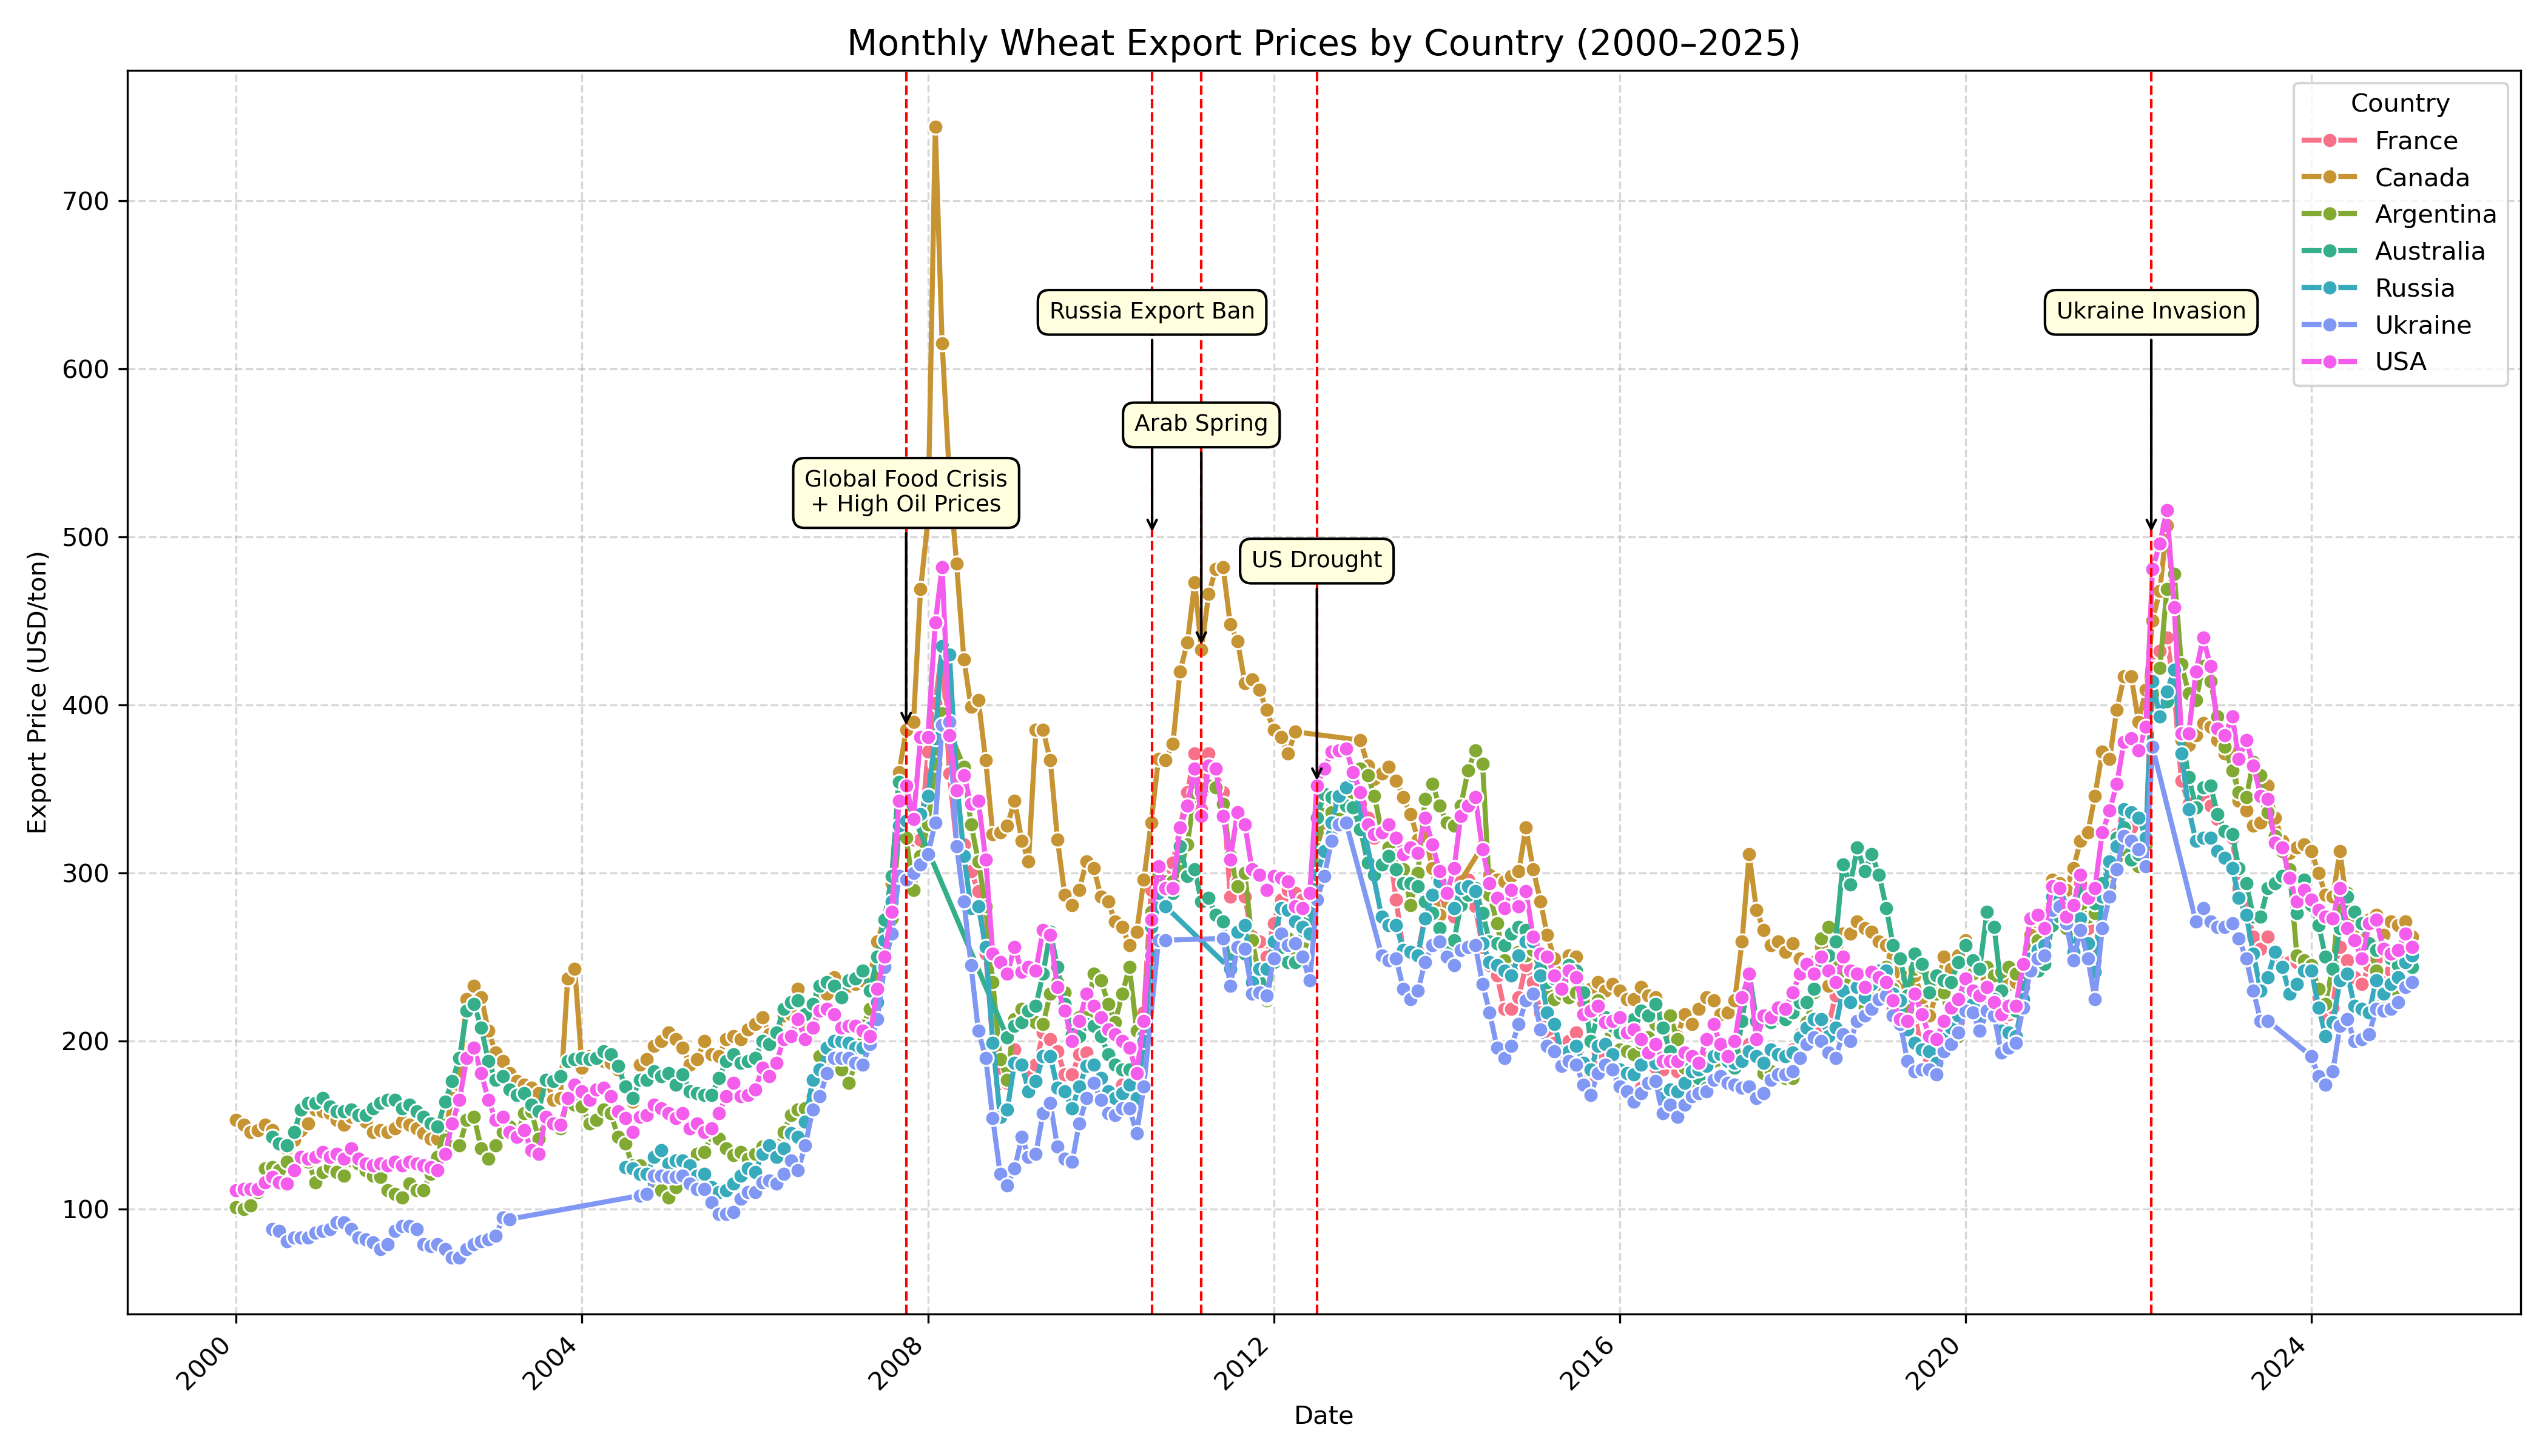 Monthly Wheat Export Prices by Country (2000–2025)
Country
France
Canada
Argentina
Australia
Russia
Ukraine
USA
Russia Export Ban
Ukraine Invasion
Arab Spring
Global Food Crisis
+ High Oil Prices
US Drought
Export Price (USD/ton)
700
600
500
400
300
200
100
2000
2004
2008
2012
2016
2020
2024
Date